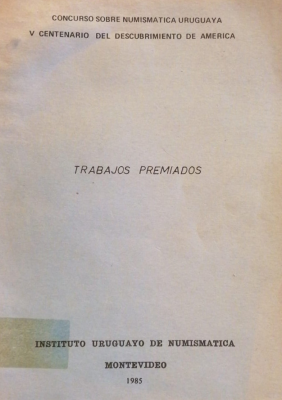 CONCURSO SOBRE NUMISMATICA URUGUAYA
V CENTENARIO DEL DESCUBRIMIENTO DE AMERICA
TRABAJOS PREMIADOS
INSTITUTO URUGUAYO DE NUMISMATICA
MONTEVIDEO
1985